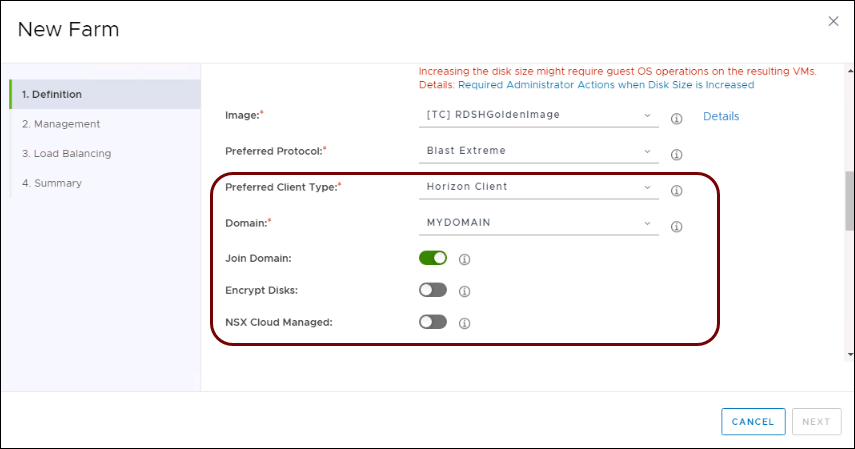 New Farm
1. Definition
2. Management
3. Load Balancing
4. Summary
Increasing the disk size might require guest OS operations on the resulting VMs.
Details: Required Administrator Actions when Disk Size is Increased
Image:* [TC] RDSHGoldenImage Details
Preferred Protocol:* Blast Extreme
Preferred Client Type:* Horizon Client
Domain:* MYDOMAIN
Join Domain:
Encrypt Disks:
NSX Cloud Managed:
CANCEL NEXT